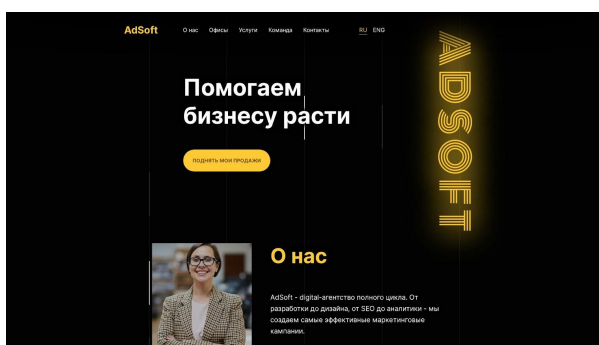 AdSoft
О нас Офисы Услуги Команда Контакты RU ENG
Помогаем
бизнесу расти
ПОДНЯТЬ МОИ ПРОДАЖИ
ADSOFT
О нас
AdSoft - digital-агентство полного цикла. От
разработки до дизайна, от SEO до аналитики - мы
создаем самые эффективные маркетинговые
кампании.